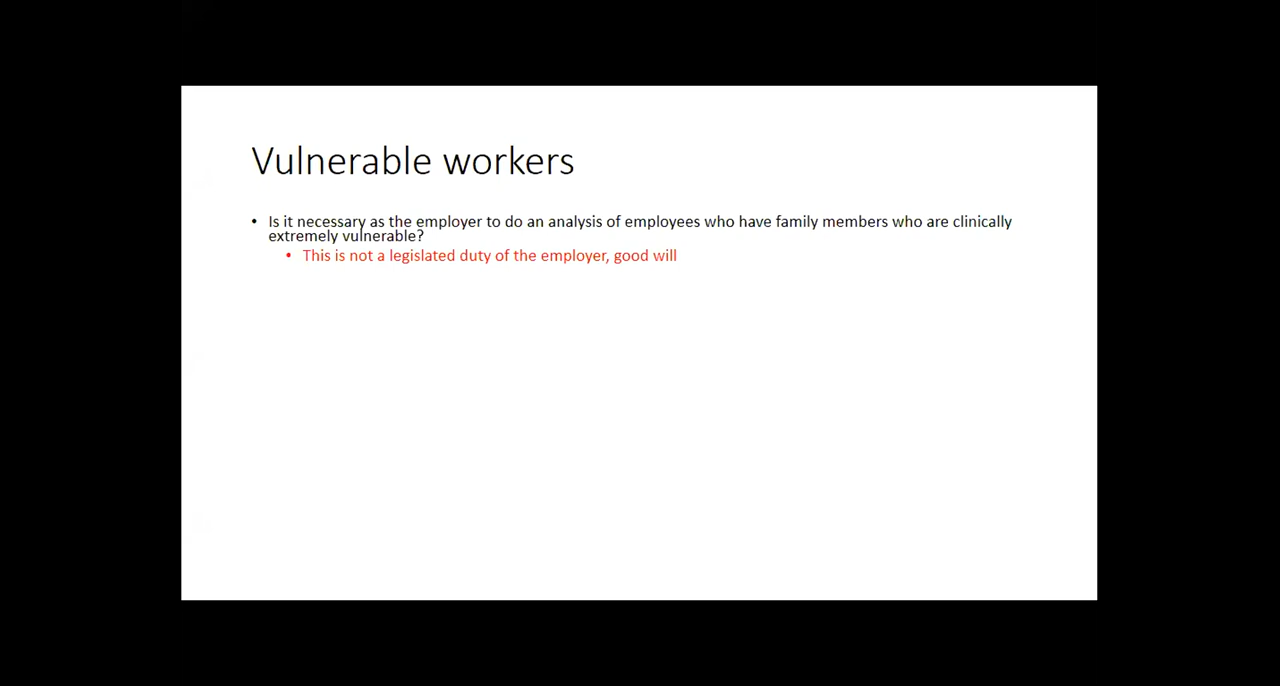 Vulnerable workers
• Is it necessary as the employer to do an analysis of employees who have family members who are clinically
extremely vulnerable?
• This is not a legislated duty of the employer, good will